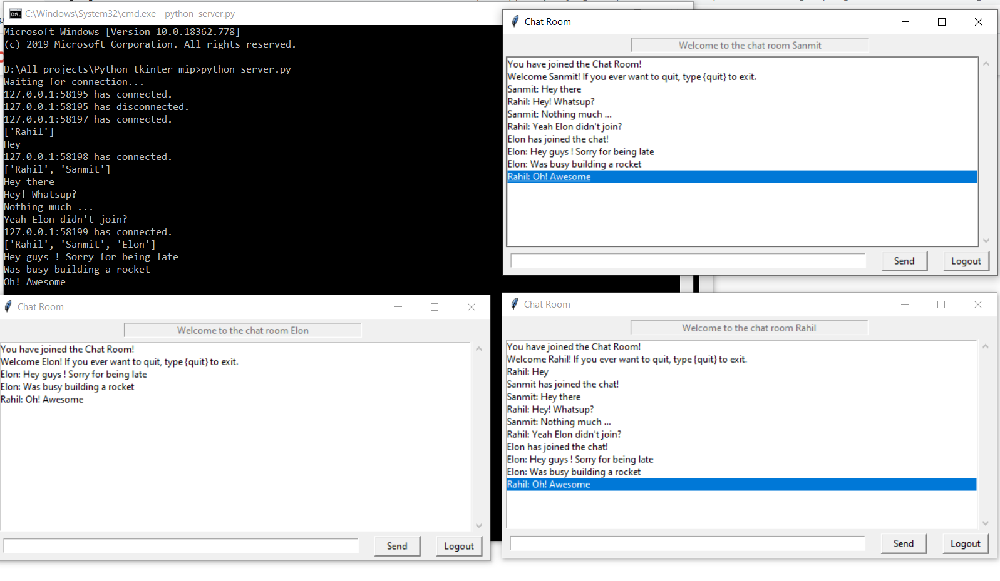 C:\Windows\System32\cmd.exe - python  server.py
Microsoft Windows [Version 10.0.18362.778]
(c) 2019 Microsoft Corporation. All rights reserved.
D:\All_projects\Python_tkinter_mip>python server.py
Waiting for connection...
127.0.0.1:58195 has connected.
127.0.0.1:58195 has disconnected.
127.0.0.1:58197 has connected.
['Rahil']
Hey
127.0.0.1:58198 has connected.
['Rahil', 'Sanmit']
Hey there
Hey! Whatsup?
Nothing much ...
Yeah Elon didn't join?
127.0.0.1:58199 has connected.
['Rahil', 'Sanmit', 'Elon']
Hey guys ! Sorry for being late
Was busy building a rocket
Oh! Awesome
Chat Room
Welcome to the chat room Sanmit
You have joined the Chat Room!
Welcome Sanmit! If you ever want to quit, type {quit} to exit.
Sanmit: Hey there
Rahil: Hey! Whatsup?
Sanmit: Nothing much ...
Rahil: Yeah Elon didn't join?
Elon has joined the chat!
Elon: Hey guys ! Sorry for being late
Elon: Was busy building a rocket
Rahil: Oh! Awesome
Send
Logout
Chat Room
Welcome to the chat room Elon
You have joined the Chat Room!
Welcome Elon! If you ever want to quit, type {quit} to exit.
Elon: Hey guys ! Sorry for being late
Elon: Was busy building a rocket
Rahil: Oh! Awesome
Send
Logout
Chat Room
Welcome to the chat room Rahil
You have joined the Chat Room!
Welcome Rahil! If you ever want to quit, type {quit} to exit.
Rahil: Hey
Sanmit has joined the chat!
Sanmit: Hey there
Rahil: Hey! Whatsup?
Sanmit: Nothing much ...
Rahil: Yeah Elon didn't join?
Elon has joined the chat!
Elon: Hey guys ! Sorry for being late
Elon: Was busy building a rocket
Rahil: Oh! Awesome
Send
Logout